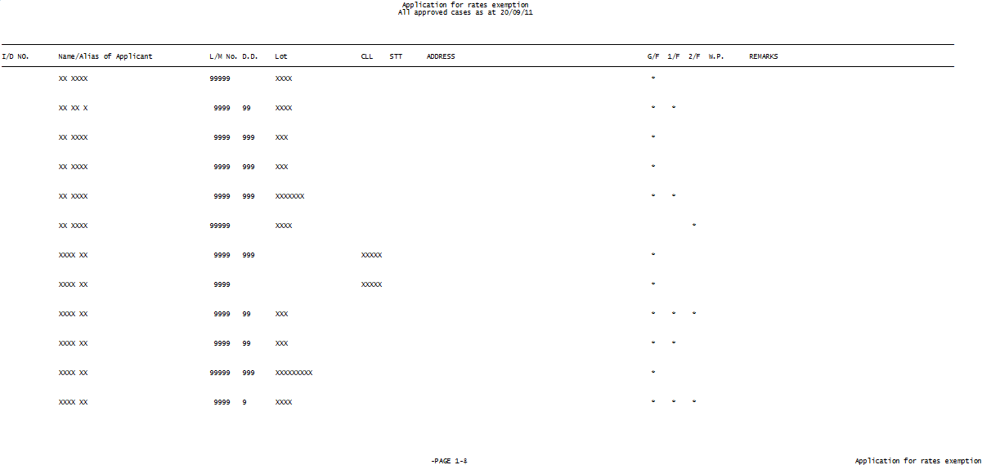 Application for rates exemption
All approved cases as at 20/09/11
I/D NO. Name/Alias of Applicant L/M No. D.D. Lot CLL STT ADDRESS G/F 1/F 2/F W.P. REMARKS
XX XXXX 99999 XXXX *
XX XX X 9999 99 XXXX * *
XX XXXX 9999 999 XXX *
XX XXXX 9999 999 XXX *
XX XXXX 9999 999 XXXXXXX * *
XX XXXX 99999 XXXX *
XXXX XX 9999 999 XXXXX *
XXXX XX 9999 XXXXX *
XXXX XX 9999 99 XXX * * *
XXXX XX 9999 99 XXX * *
XXXX XX 99999 999 XXXXXXXXX *
XXXX XX 9999 9 XXXX * * *
-PAGE 1-
Application for rates exemption